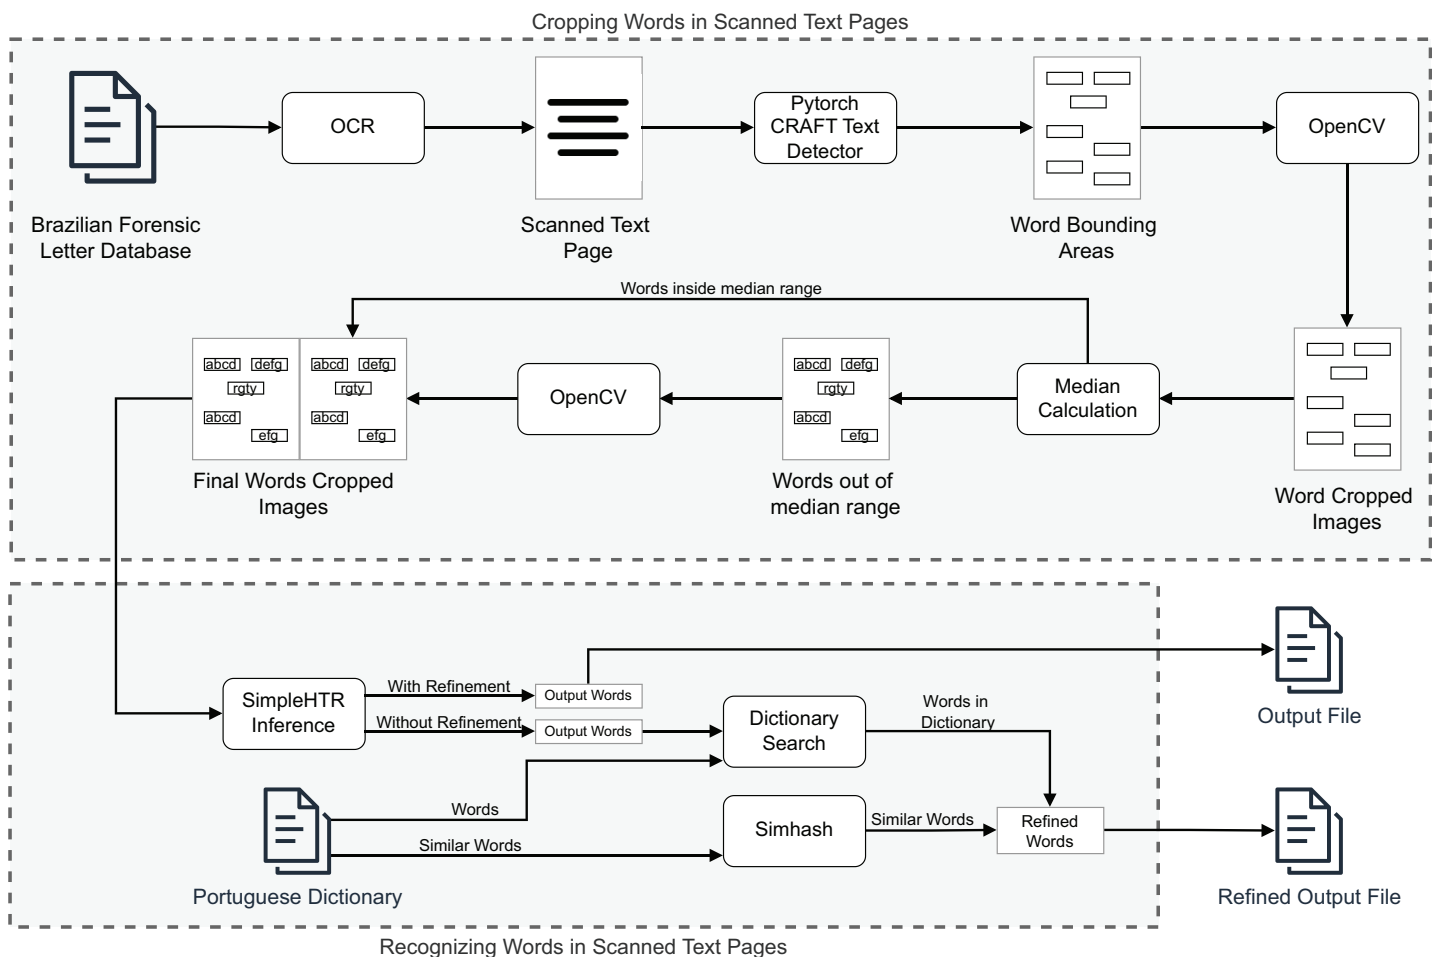 Cropping Words in Scanned Text Pages
OCR
Pytorch
CRAFT Text
Detector
OpenCV
Brazilian Forensic
Letter Database
Scanned Text
Page
Word Bounding
Areas
Words inside median range
abcd defg
rgty
abcd
efg
abcd defg
rgty
abcd
efg
OpenCV
abcd defg
rgty
abcd
efg
Median
Calculation
Final Words Cropped
Images
Words out of
median range
Word Cropped
Images
SimpleHTR
Inference
With Refinement
Output Words
Without Refinement
Output Words
Dictionary
Search
Words in
Dictionary
Output File
Words
Similar Words
Simhash
Similar Words
Refined
Words
Portuguese Dictionary
Refined Output File
Recognizing Words in Scanned Text Pages